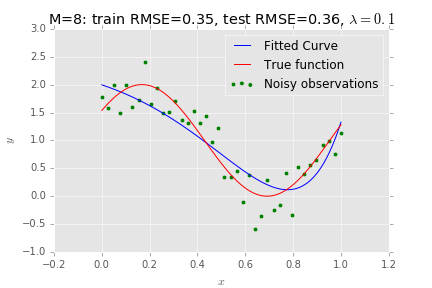 M=8: train RMSE=0.35, test RMSE=0.36, λ=0.1
3.0
2.5
2.0
1.5
1.0
0.5
0.0
−0.5
−1.0
y
Fitted Curve
True function
Noisy observations
−0.2 0.0 0.2 0.4 0.6 0.8 1.0 1.2
x